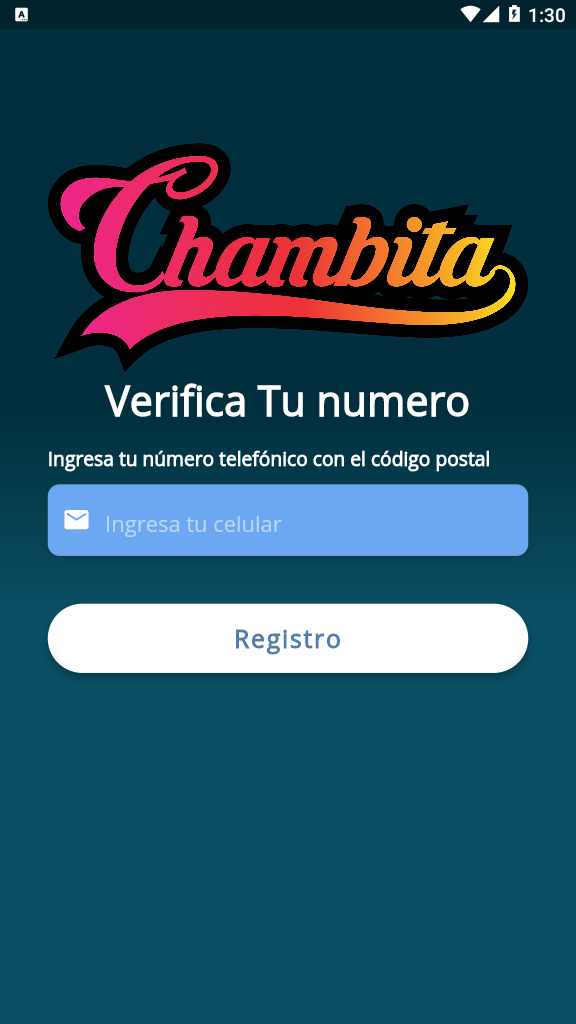 1:30
Chambita
Verifica Tu numero
Ingresa tu número telefónico con el código postal
Ingresa tu celular
Registro